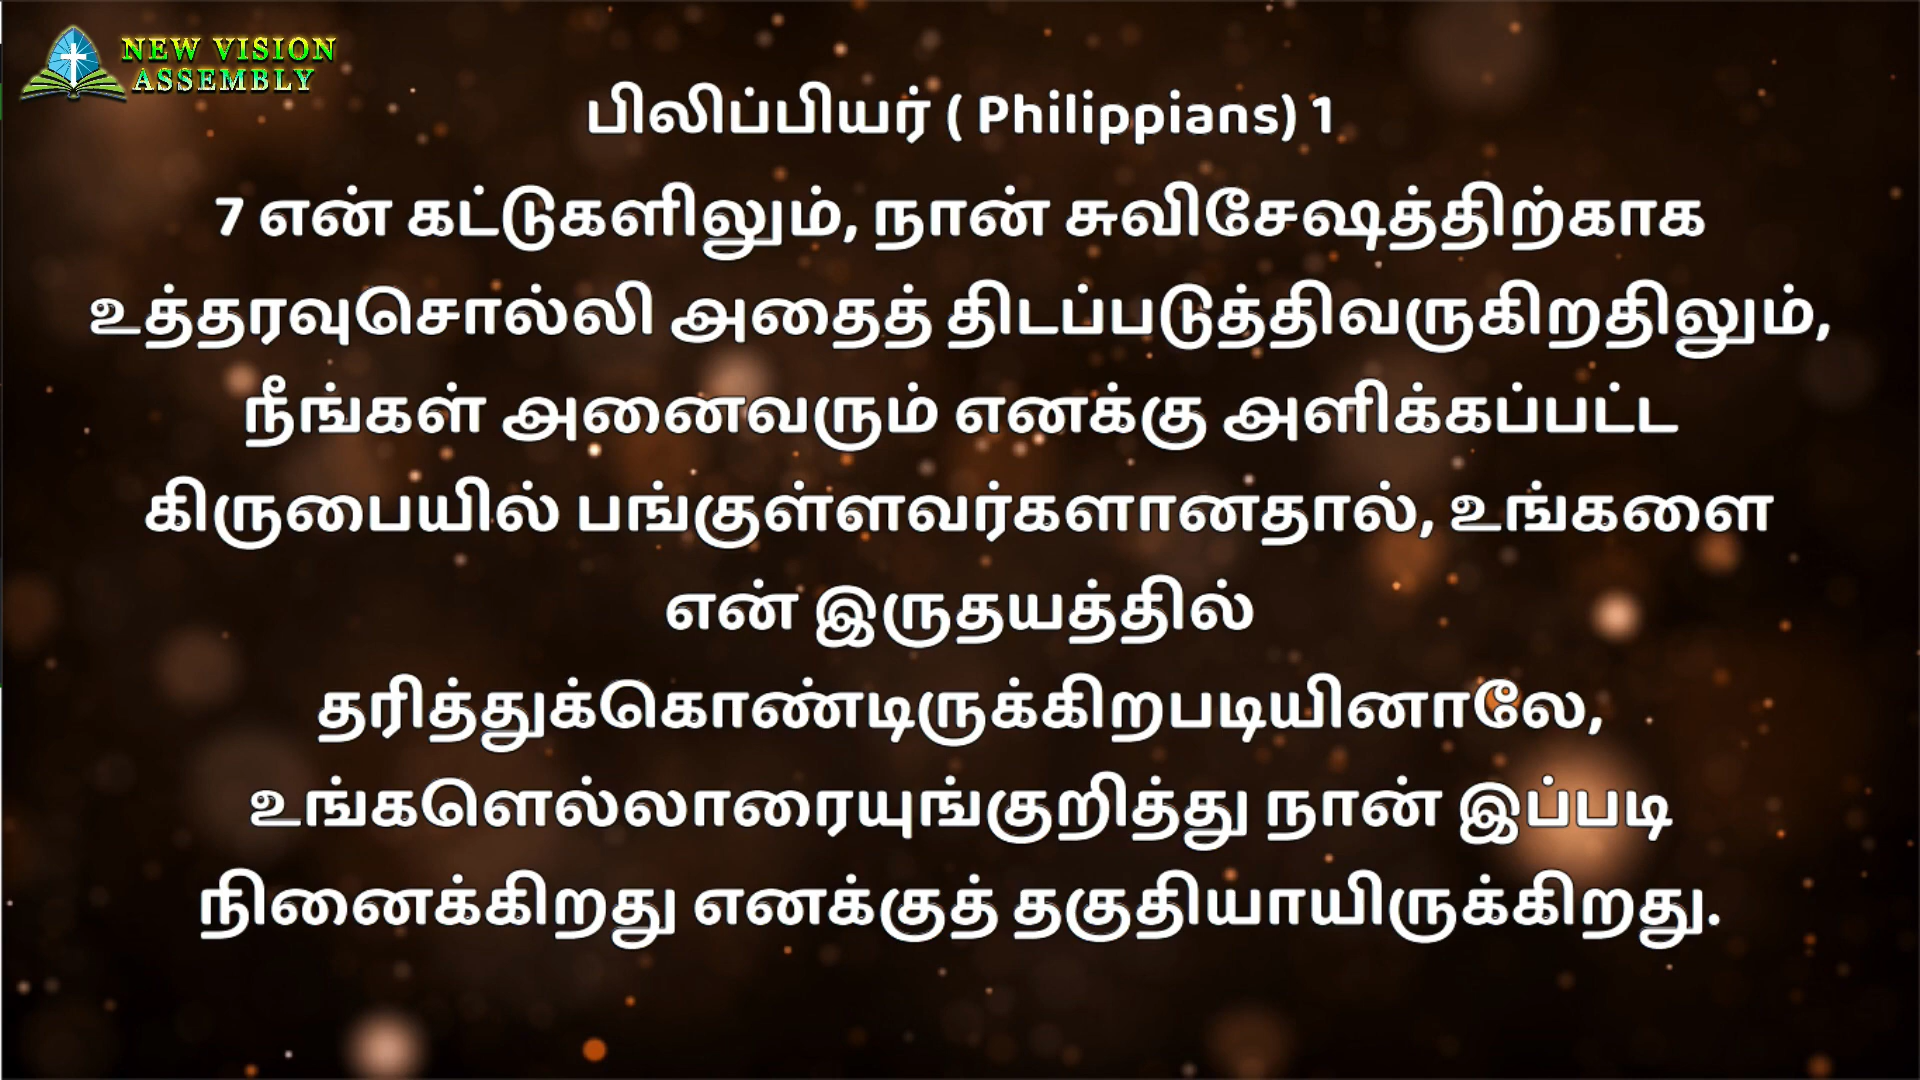 NEW VISION
ASSEMBLY
பிலிப்பியர் ( Philippians) 1
7 என் கட்டுகளிலும், நான் சுவிசேஷத்திற்காக
உத்தரவுசொல்லி அதைத் திடப்படுத்திவருகிறதிலும்,
நீங்கள் அனைவரும் எனக்கு அளிக்கப்பட்ட
கிருபையில் பங்குள்ளவர்களானதால், உங்களை
என் இருதயத்தில்
தரித்துக்கொண்டிருக்கிறபடியினாலே,
உங்களெல்லாரையுங்குறித்து நான் இப்படி
நினைக்கிறது எனக்குத் தகுதியாயிருக்கிறது.